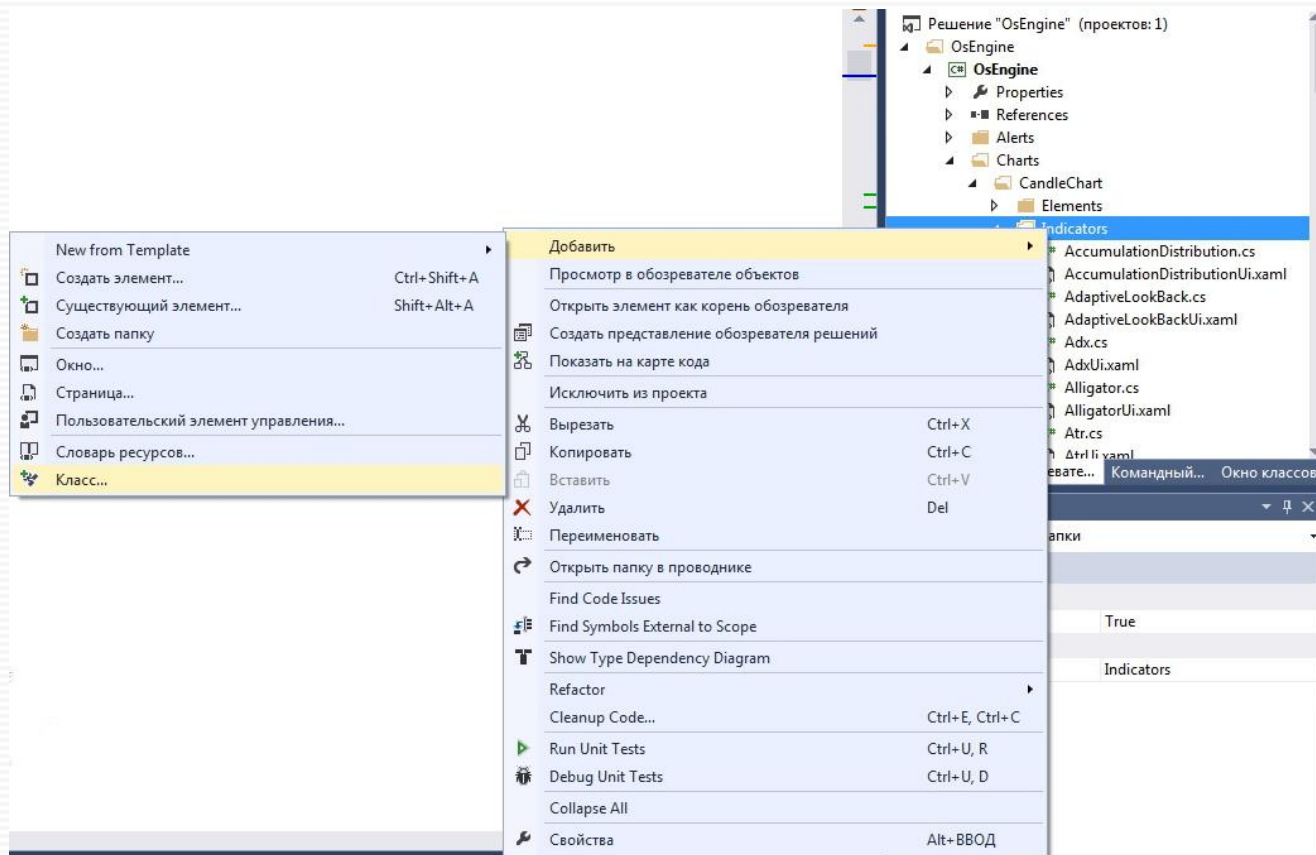 Решение "OsEngine" (проектов: 1)
OsEngine
C# OsEngine
Properties
References
Alerts
Charts
CandleChart
Elements
Indicators
AccumulationDistribution.cs
AccumulationDistributionUi.xaml
AdaptiveLookBack.cs
AdaptiveLookBackUi.xaml
Adx.cs
AdxUi.xaml
Alligator.cs
AlligatorUi.xaml
Atr.cs
AtrUi.xaml
евате... Командный... Окно классов
апки
True
Indicators
Добавить
Просмотр в обозревателе объектов
Открыть элемент как корень обозревателя
Создать представление обозревателя решений
Показать на карте кода
Исключить из проекта
Вырезать Ctrl+X
Копировать Ctrl+C
Вставить Ctrl+V
Удалить Del
Переименовать
Открыть папку в проводнике
Find Code Issues
Find Symbols External to Scope
Show Type Dependency Diagram
Refactor
Cleanup Code... Ctrl+E, Ctrl+C
Run Unit Tests Ctrl+U, R
Debug Unit Tests Ctrl+U, D
Collapse All
Свойства Alt+ВВОД
New from Template
Создать элемент... Ctrl+Shift+A
Существующий элемент... Shift+Alt+A
Создать папку
Окно...
Страница...
Пользовательский элемент управления...
Словарь ресурсов...
Класс...